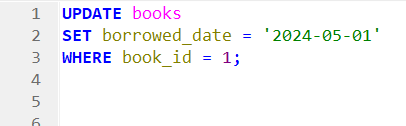 1 UPDATE books
2 SET borrowed_date = '2024-05-01'
3 WHERE book_id = 1;
4
5
6